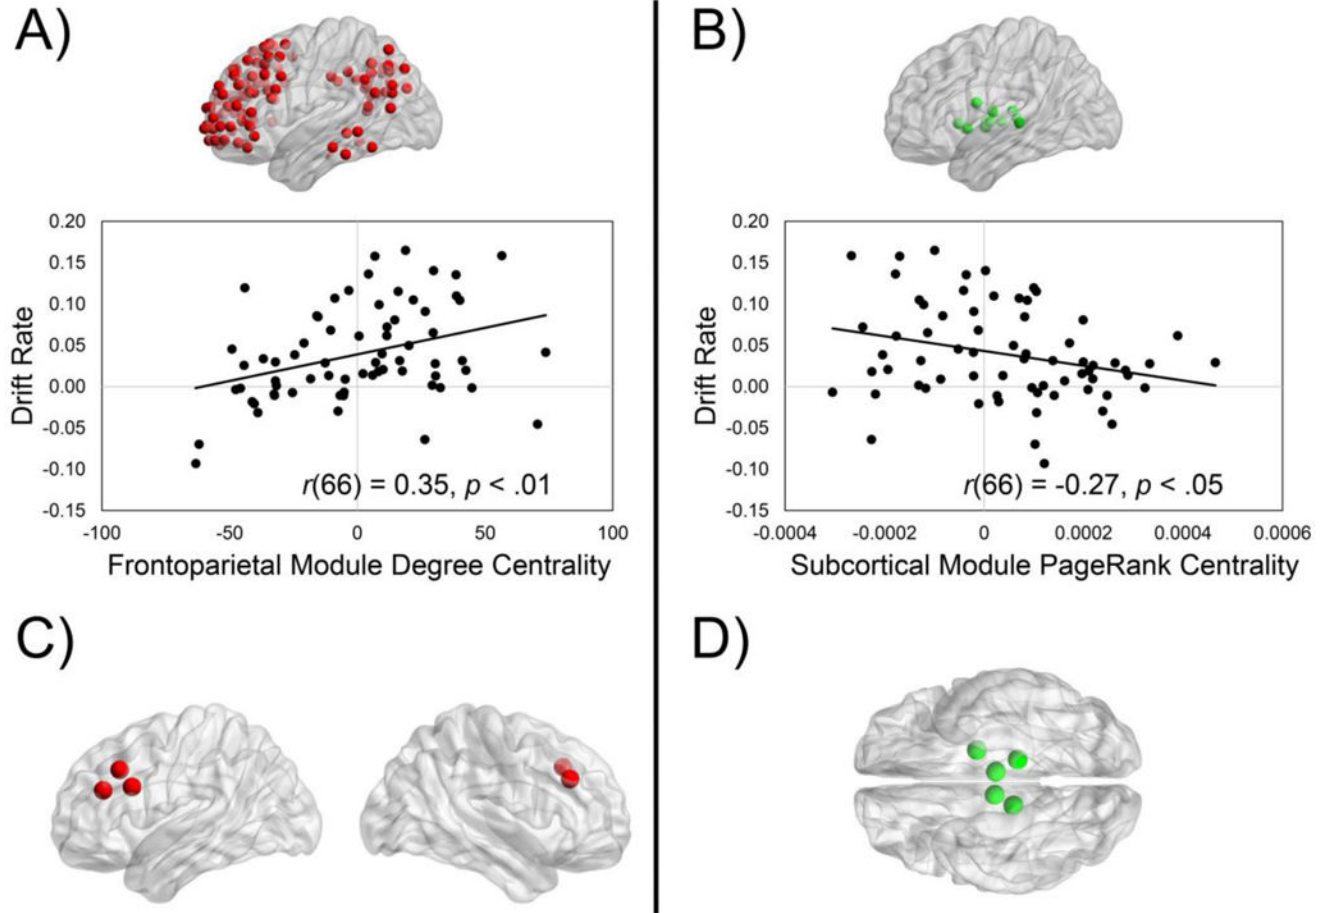 A)
0.20
0.15
0.10
0.05
0.00
-0.05
-0.10
-0.15
Drift Rate
r(66) = 0.35, p < .01
-100 -50 0 50 100
Frontoparietal Module Degree Centrality
B)
0.20
0.15
0.10
0.05
0.00
-0.05
-0.10
-0.15
Drift Rate
r(66) = -0.27, p < .05
-0.0004 -0.0002 0 0.0002 0.0004 0.0006
Subcortical Module PageRank Centrality
C)
D)